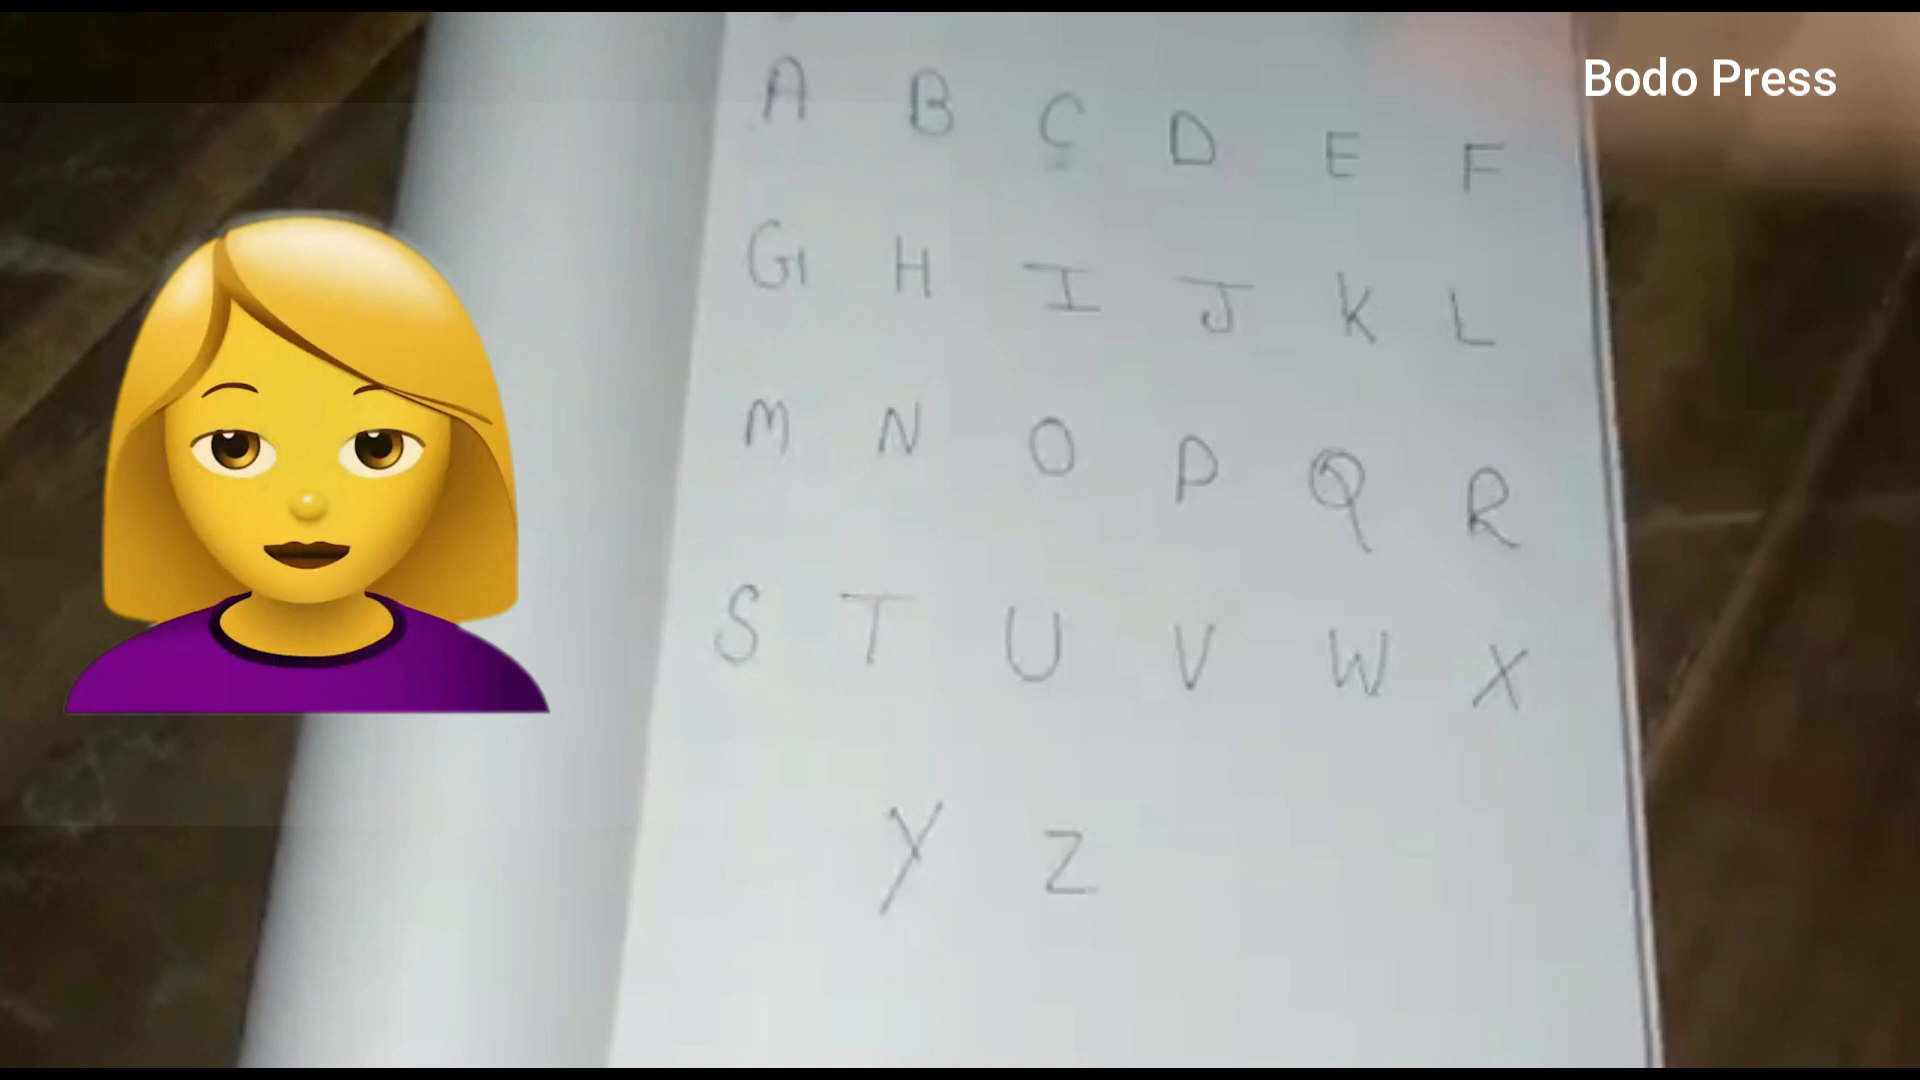 Bodo Press
A B C D E F
G H I J K L
M N O P Q R
S T U V W X
Y Z